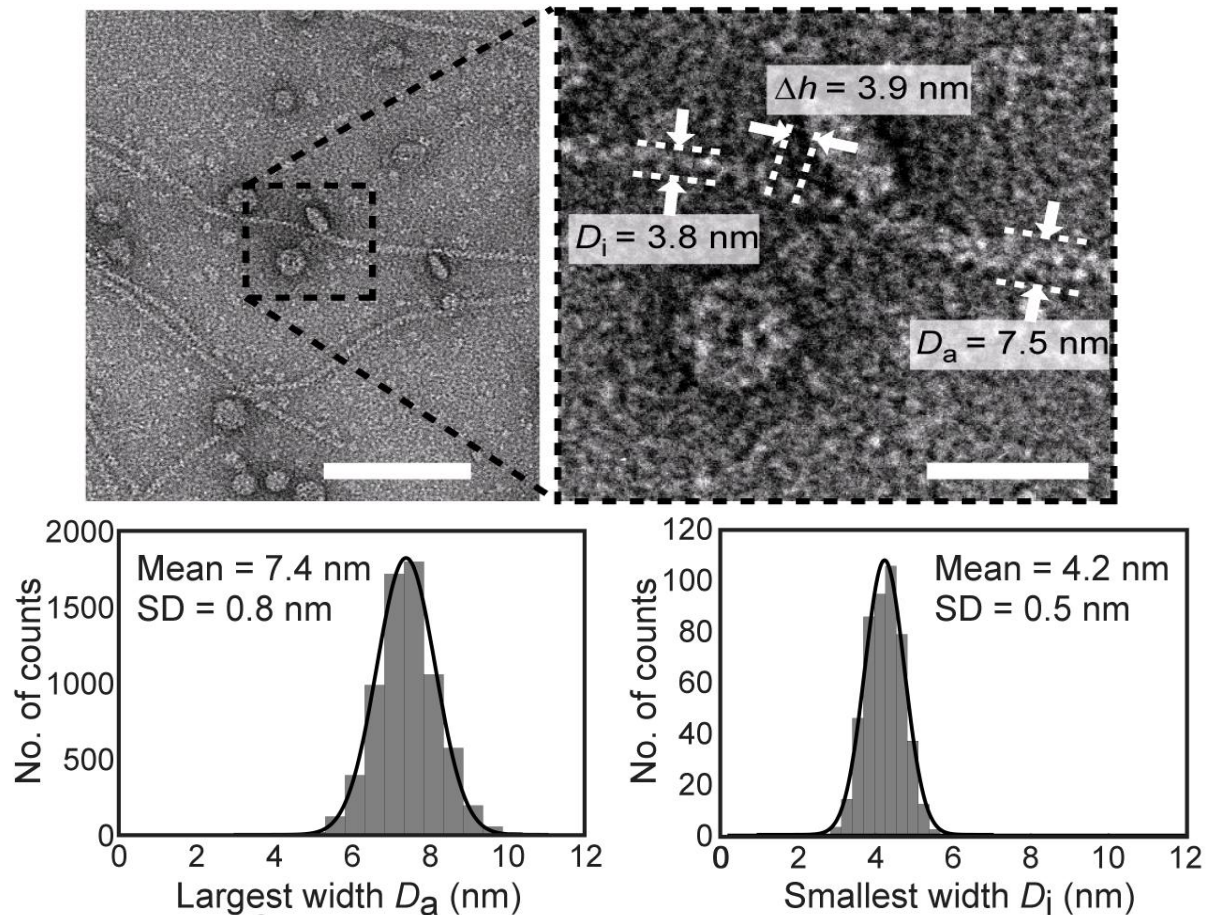 Δh = 3.9 nm
Di = 3.8 nm
Da = 7.5 nm
2000
1500
1000
500
0
No. of counts
Mean = 7.4 nm
SD = 0.8 nm
0 2 4 6 8 10 12
Largest width Da (nm)
120
100
80
60
40
20
0
No. of counts
Mean = 4.2 nm
SD = 0.5 nm
0 2 4 6 8 10 12
Smallest width Di (nm)